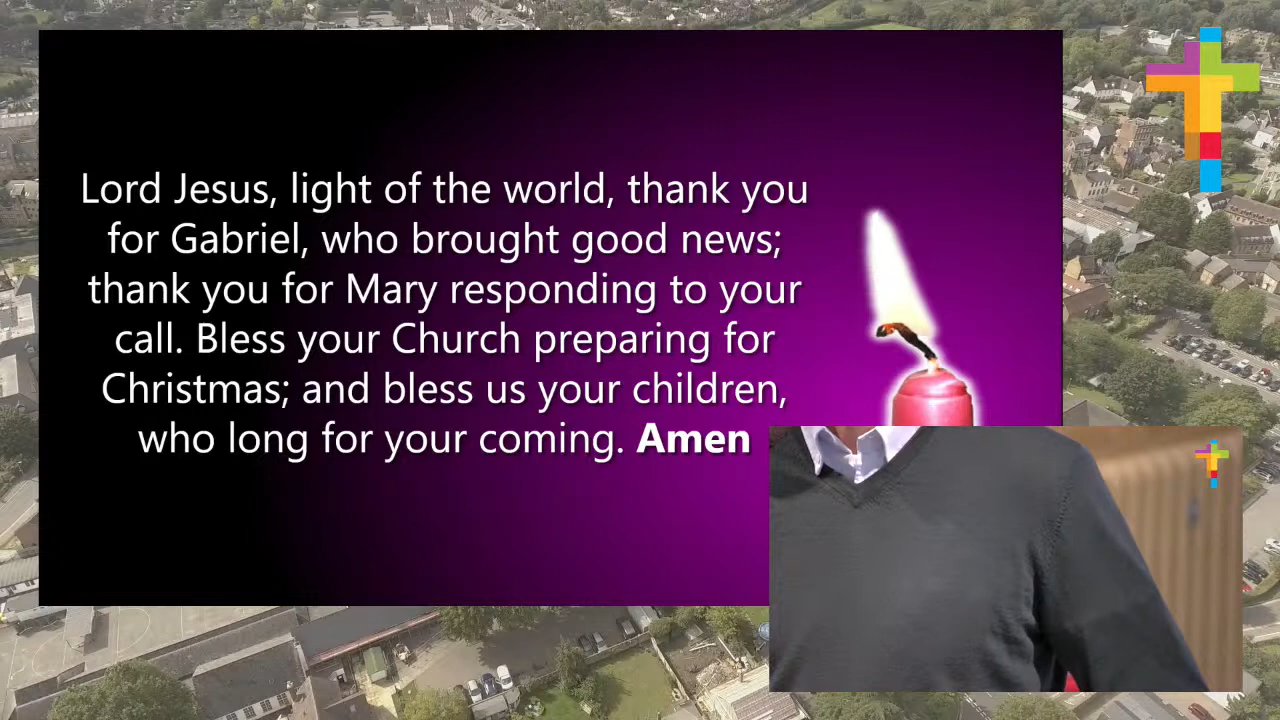 Lord Jesus, light of the world, thank you
for Gabriel, who brought good news;
thank you for Mary responding to your
call. Bless your Church preparing for
Christmas; and bless us your children,
who long for your coming. Amen